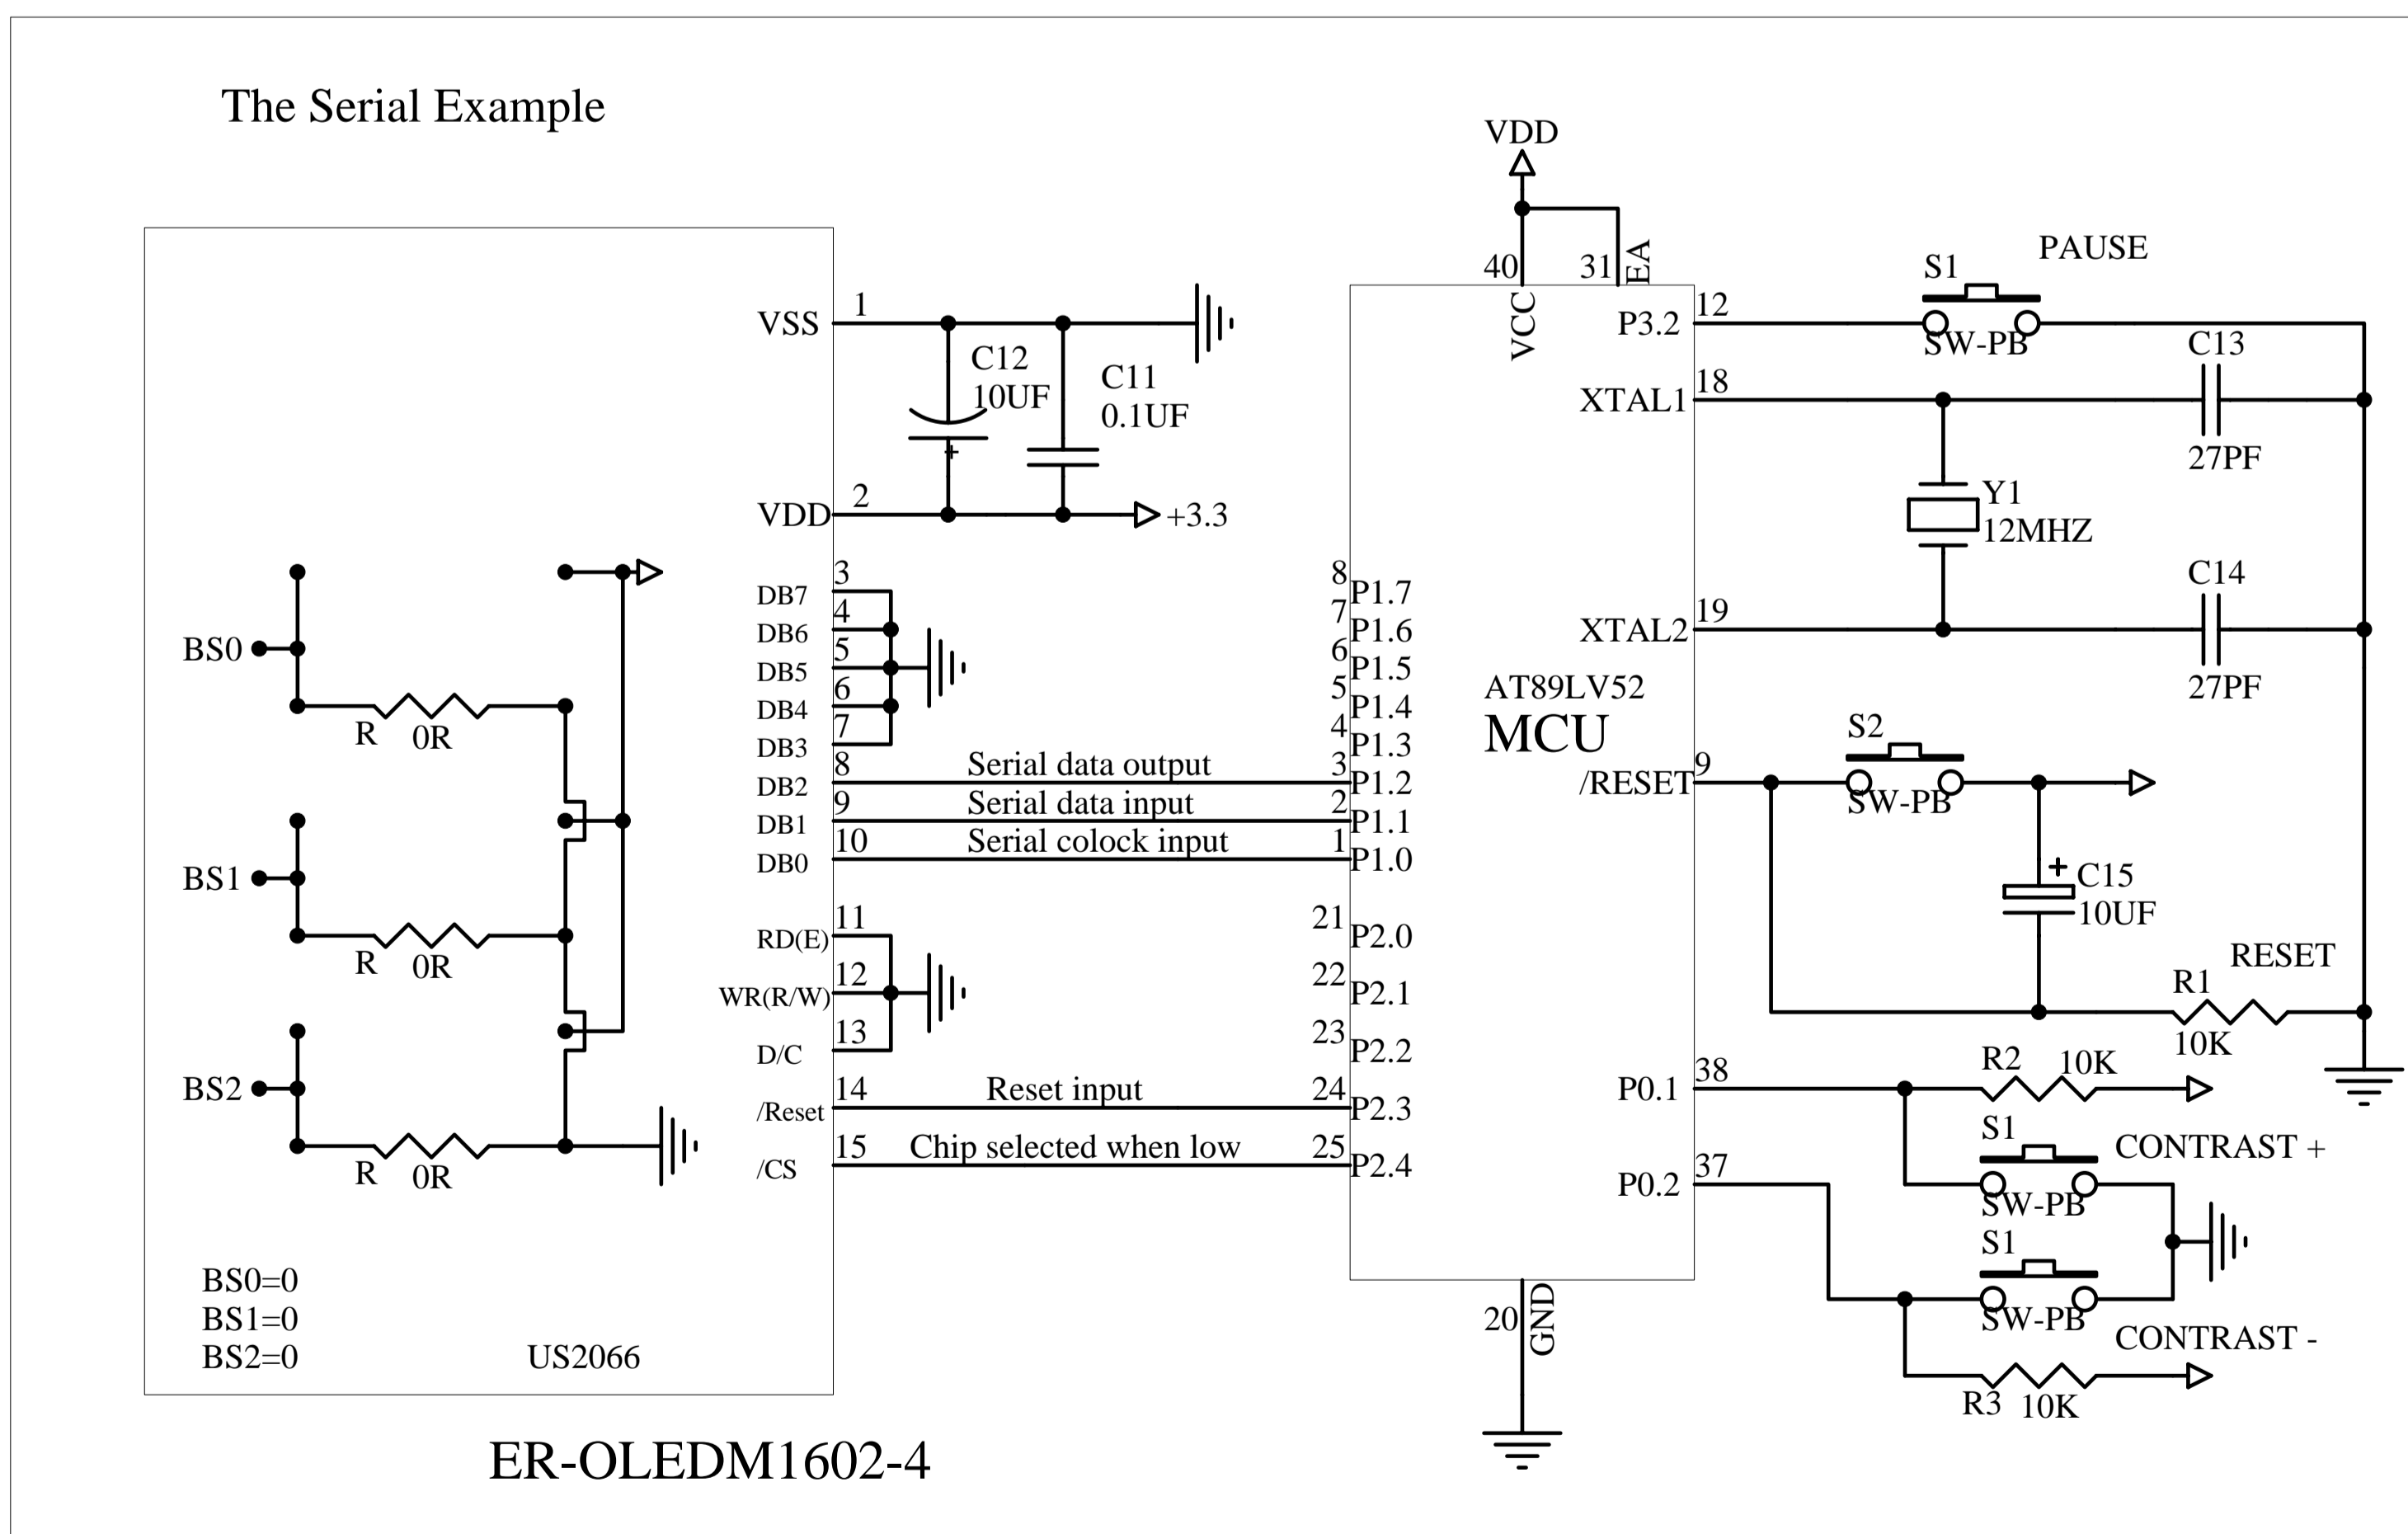 The Serial Example
VDD
40
31
EA
VCC
PAUSE
S1
SW-PB
VSS
1
C12
10UF
C11
0.1UF
VDD
2
+3.3
P3.2
12
C13
27PF
XTAL1
18
Y1
12MHZ
XTAL2
19
C14
27PF
BS0
R
0R
BS1
R
0R
BS2
R
0R
DB7
3
DB6
4
DB5
5
DB4
6
DB3
7
DB2
8
Serial data output
DB1
9
Serial data input
DB0
10
Serial colock input
RD(E)
11
WR(R/W)
12
D/C
13
/Reset
14
Reset input
/CS
15
Chip selected when low
8
P1.7
7
P1.6
6
P1.5
5
P1.4
4
P1.3
3
P1.2
2
P1.1
1
P1.0
21
P2.0
22
P2.1
23
P2.2
24
P2.3
25
P2.4
AT89LV52
MCU
/RESET
9
S2
SW-PB
C15
+
10UF
RESET
R1
10K
P0.1
38
R2
10K
S1
CONTRAST +
SW-PB
P0.2
37
S1
SW-PB
CONTRAST -
R3
10K
20
GND
BS0=0
BS1=0
BS2=0
US2066
+
ER-OLEDM1602-4